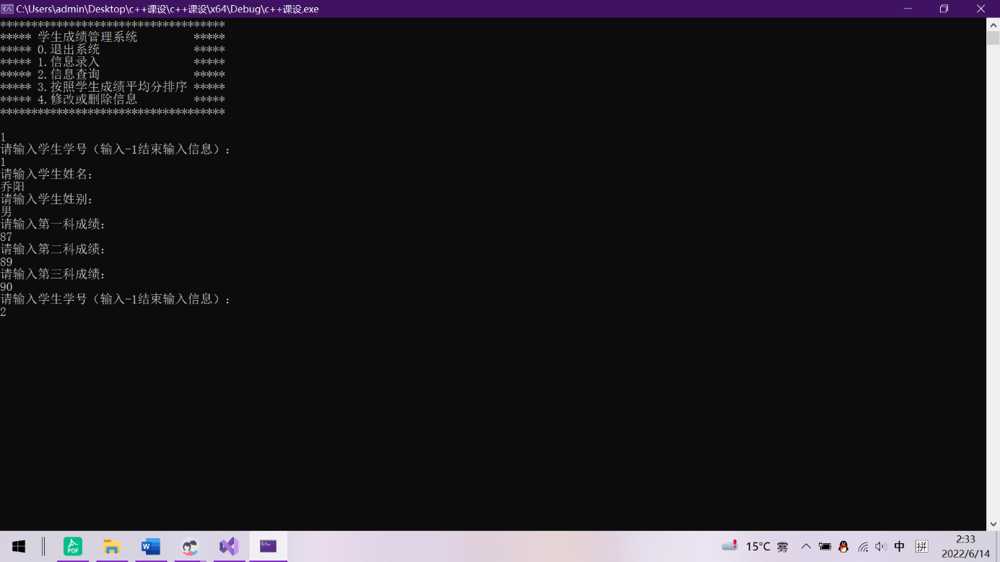 C:\Users\admin\Desktop\c++课设\c++课设\x64\Debug\c++课设.exe
************************************
***** 学生成绩管理系统 *****
***** 0.退出系统 *****
***** 1.信息录入 *****
***** 2.信息查询 *****
***** 3.按照学生成绩平均分排序 *****
***** 4.修改或删除信息 *****
************************************
1
请输入学生学号（输入-1结束输入信息）：
1
请输入学生姓名：
乔阳
请输入学生姓别：
男
请输入第一科成绩：
87
请输入第二科成绩：
89
请输入第三科成绩：
90
请输入学生学号（输入-1结束输入信息）：
2
PDF
W
15°C 雾
中
拼
2:33
2022/6/14